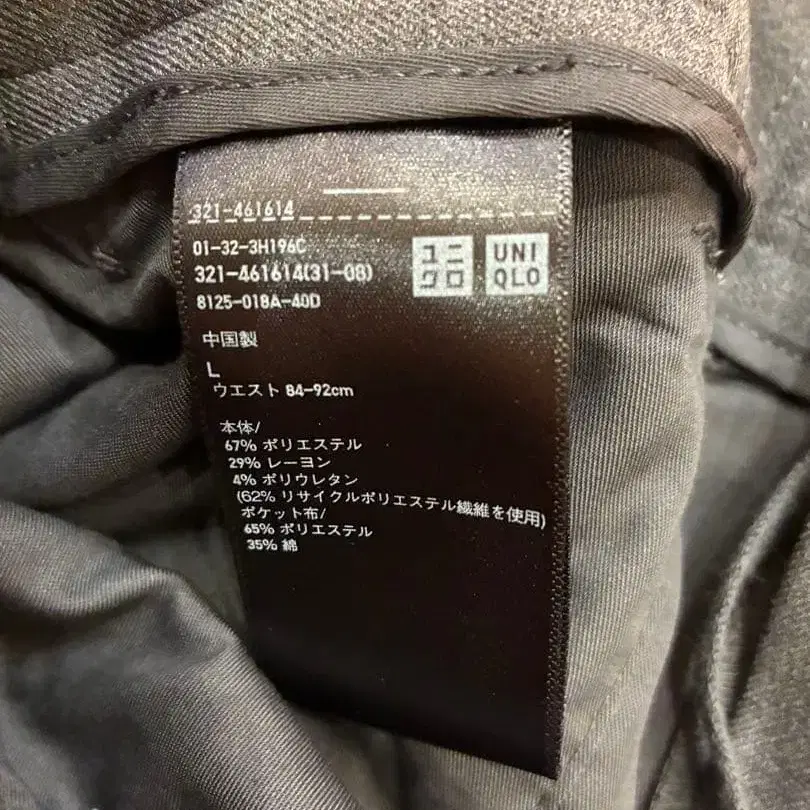 321-461614
01-32-3H196C
321-461614(31-08)
8125-018A-40D
ユニ
クロ
UNI
QLO
中国製
L
ウエスト 84-92cm
本体/
67% ポリエステル
29% レーヨン
4% ポリウレタン
(62% リサイクルポリエステル繊維を使用)
ポケット布/
65% ポリエステル
35% 綿